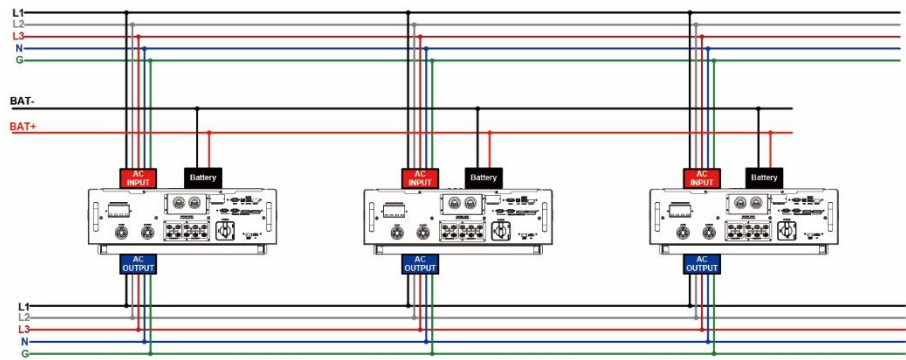 L1
L2
L3
N
G
BAT-
BAT+
AC
INPUT
Battery
AC
INPUT
Battery
AC
INPUT
Battery
AC
OUTPUT
AC
OUTPUT
AC
OUTPUT
L1
L2
L3
N
G